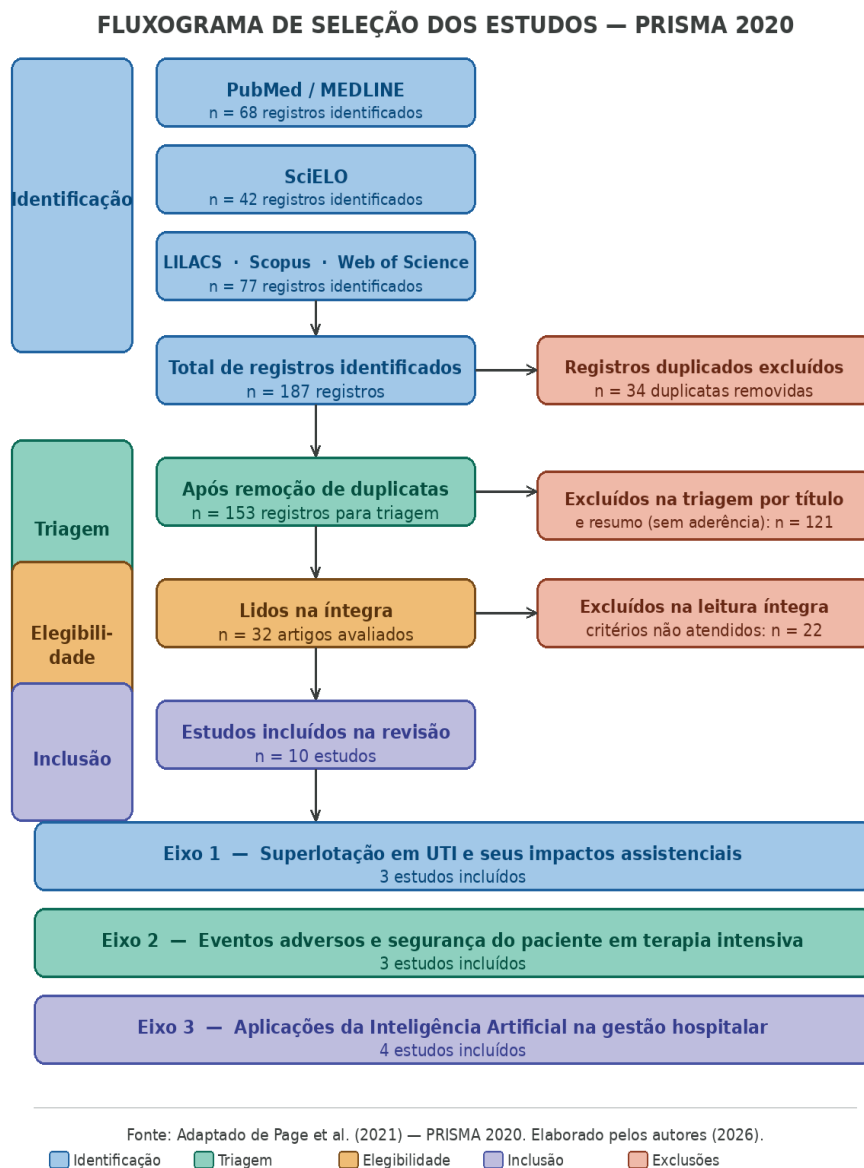 FLUXOGRAMA DE SELEÇÃO DOS ESTUDOS — PRISMA 2020
Identificação
PubMed / MEDLINE
n = 68 registros identificados
SciELO
n = 42 registros identificados
LILACS · Scopus · Web of Science
n = 77 registros identificados
Total de registros identificados
n = 187 registros
Registros duplicados excluídos
n = 34 duplicatas removidas
Triagem
Após remoção de duplicatas
n = 153 registros para triagem
Excluídos na triagem por título
e resumo (sem aderência): n = 121
Elegibili-
dade
Lidos na íntegra
n = 32 artigos avaliados
Excluídos na leitura íntegra
critérios não atendidos: n = 22
Inclusão
Estudos incluídos na revisão
n = 10 estudos
Eixo 1 — Superlotação em UTI e seus impactos assistenciais
3 estudos incluídos
Eixo 2 — Eventos adversos e segurança do paciente em terapia intensiva
3 estudos incluídos
Eixo 3 — Aplicações da Inteligência Artificial na gestão hospitalar
4 estudos incluídos
Fonte: Adaptado de Page et al. (2021) — PRISMA 2020. Elaborado pelos autores (2026).
Identificação
Triagem
Elegibilidade
Inclusão
Exclusões